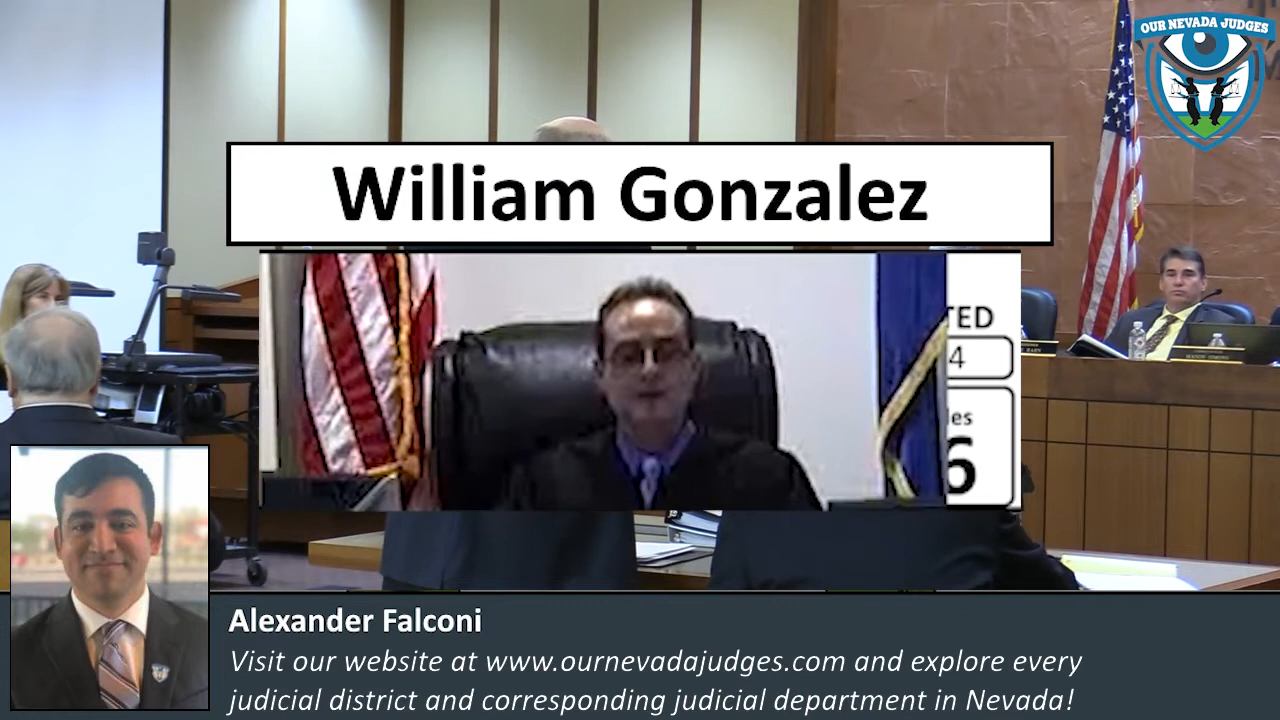 OUR NEVADA JUDGES
William Gonzalez
TED
4
les
6
Alexander Falconi
Visit our website at www.ournevadajudges.com and explore every
judicial district and corresponding judicial department in Nevada!